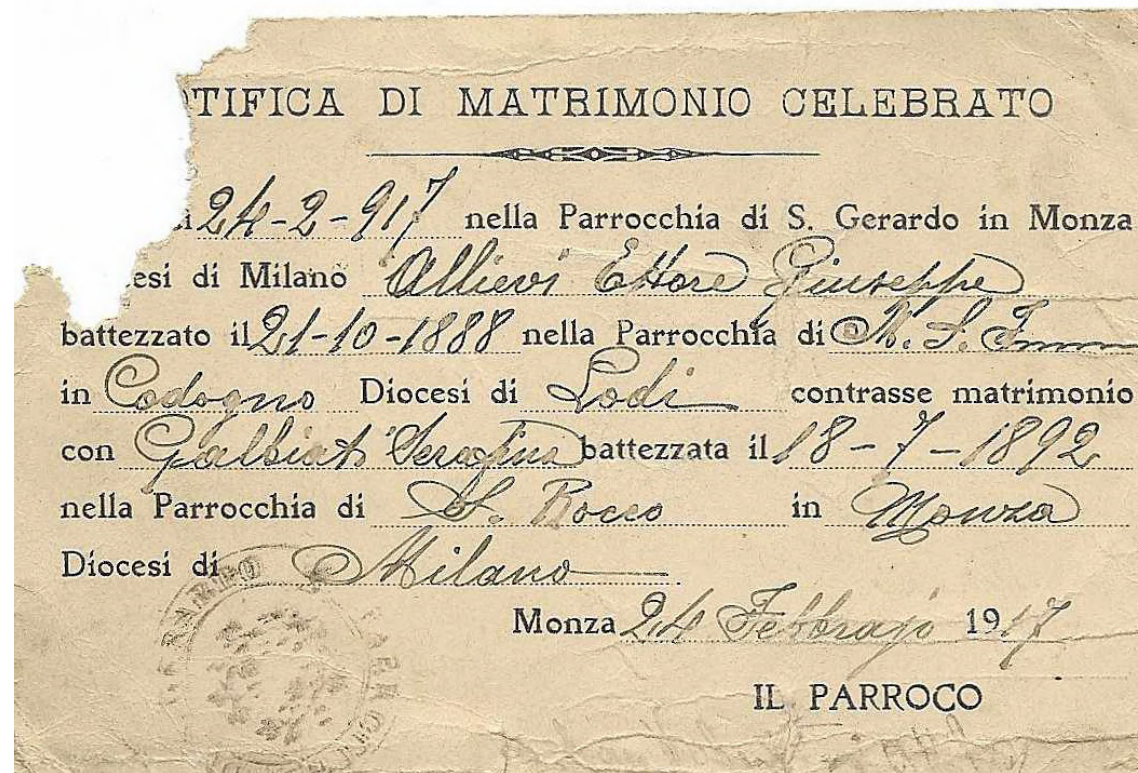 TIFICA DI MATRIMONIO CELEBRATO
24-2-917 nella Parrocchia di S. Gerardo in Monza
esi di Milano Allievi Ettore Giuseppe
battezzato il 21-10-1888 nella Parrocchia di N. S. Imm
in Codogno Diocesi di Lodi contrasse matrimonio
con Galbiati Serafina battezzata il 18-7-1892
nella Parrocchia di S. Rocco in Monza
Diocesi di Milano
Monza 24 Febbrajo 1917
IL PARROCO